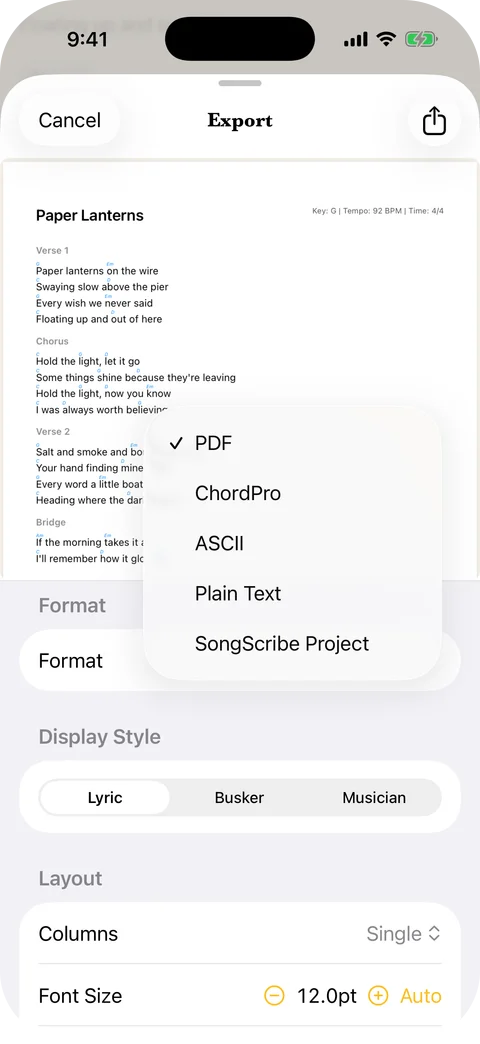 9:41
Cancel
Export
Paper Lanterns
Key: G | Tempo: 92 BPM | Time: 4/4
Verse 1
Paper lanterns on the wire
Swaying slow above the pier
Every wish we never said
Floating up and out of here
Chorus
Hold the light, let it go
Some things shine because they're leaving
Hold the light, now you know
I was always worth believing
Verse 2
Salt and smoke and
Your hand finding mine
Every word a little boat
Heading where the
Bridge
If the morning takes it
I'll remember how it
✓ PDF
ChordPro
ASCII
Plain Text
SongScribe Project
Format
Format
Display Style
Lyric Busker Musician
Layout
Columns Single
Font Size 12.0pt Auto